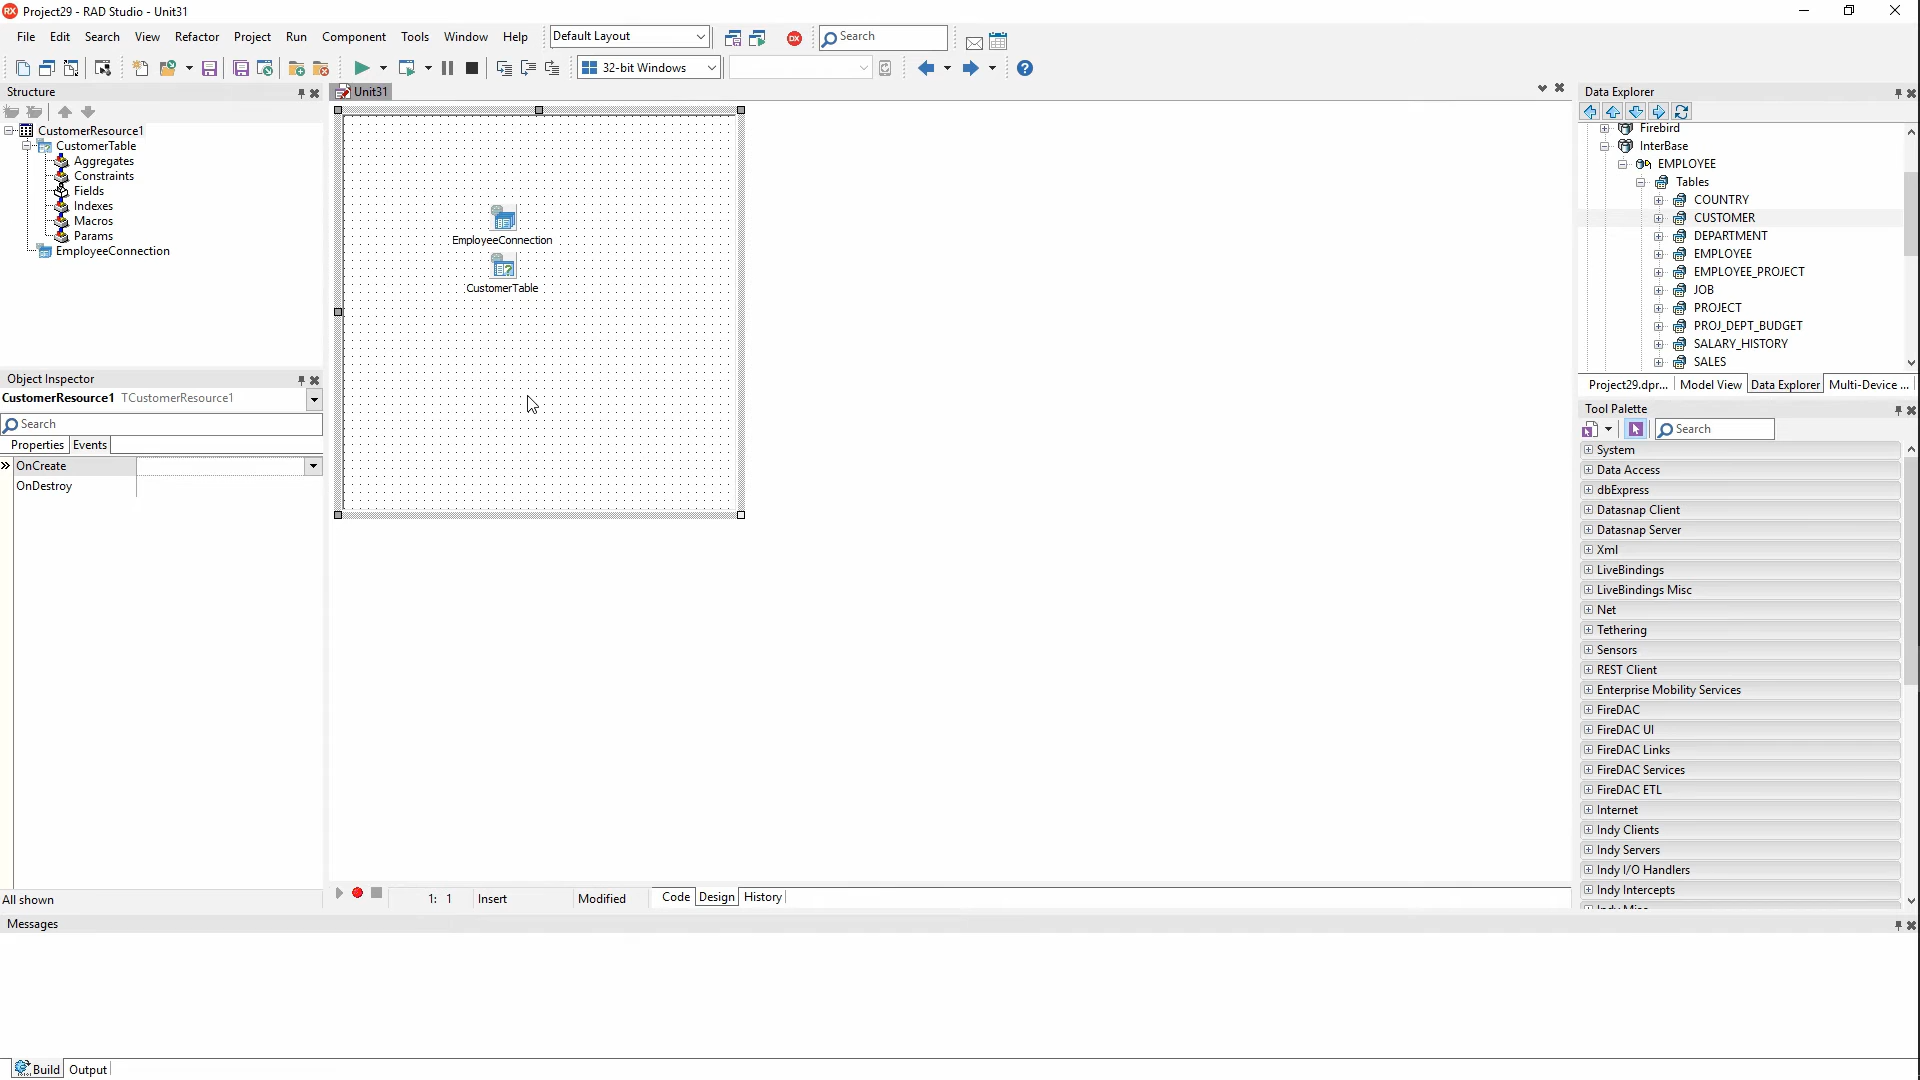 RX Project29 - RAD Studio - Unit31
File Edit Search View Refactor Project Run Component Tools Window Help Default Layout DX Search
32-bit Windows
Structure
CustomerResource1
CustomerTable
Aggregates
Constraints
Fields
Indexes
Macros
Params
EmployeeConnection
Object Inspector
CustomerResource1 TCustomerResource1
Search
Properties Events
OnCreate
OnDestroy
All shown
Unit31
EmployeeConnection
CustomerTable
1: 1 Insert Modified Code Design History
Data Explorer
Firebird
InterBase
EMPLOYEE
Tables
COUNTRY
CUSTOMER
DEPARTMENT
EMPLOYEE
EMPLOYEE_PROJECT
JOB
PROJECT
PROJ_DEPT_BUDGET
SALARY_HISTORY
SALES
Project29.dpr... Model View Data Explorer Multi-Device ...
Tool Palette
Search
System
Data Access
dbExpress
Datasnap Client
Datasnap Server
Xml
LiveBindings
LiveBindings Misc
Net
Tethering
Sensors
REST Client
Enterprise Mobility Services
FireDAC
FireDAC UI
FireDAC Links
FireDAC Services
FireDAC ETL
Internet
Indy Clients
Indy Servers
Indy I/O Handlers
Indy Intercepts
Messages
Build Output